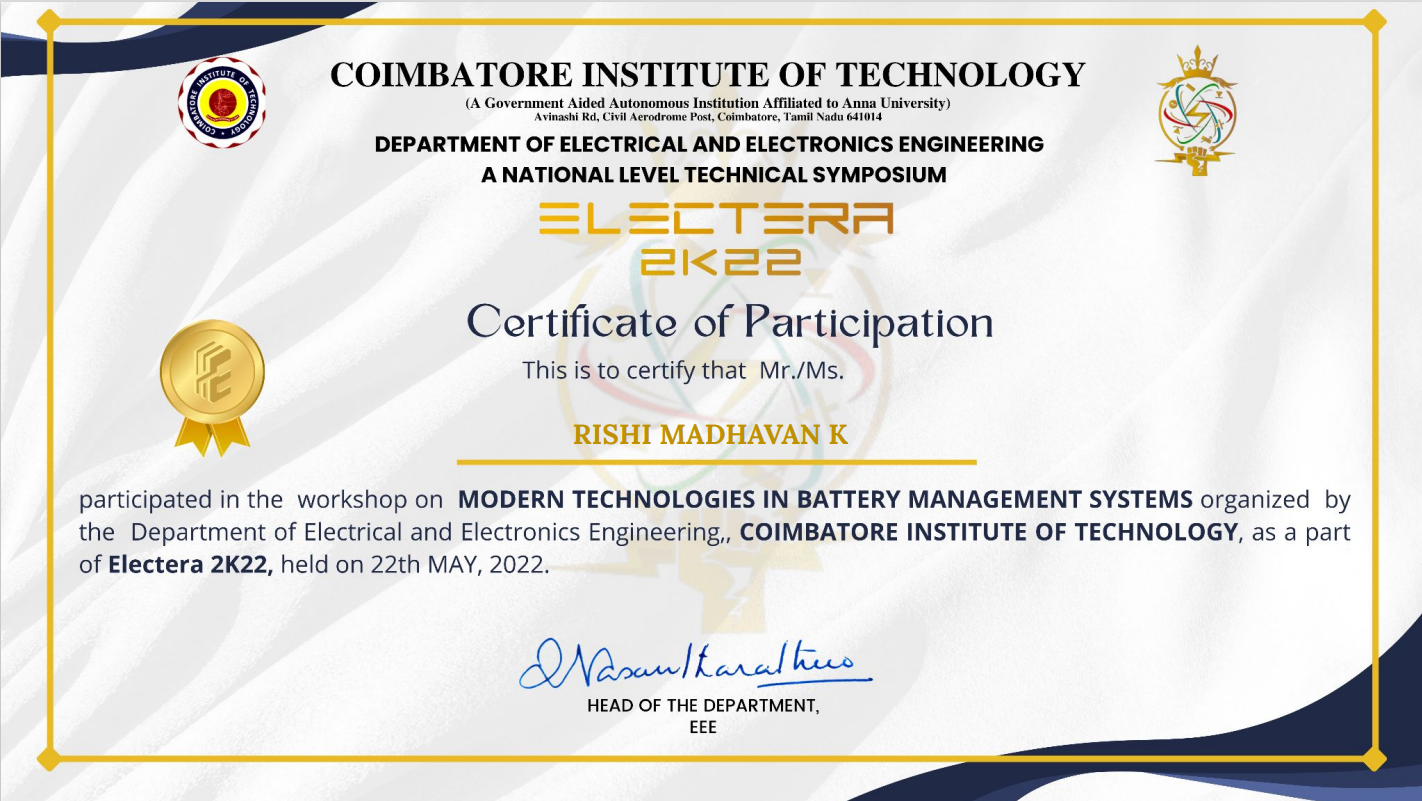 COIMBATORE INSTITUTE OF TECHNOLOGY
(A Government Aided Autonomous Institution Affiliated to Anna University)
Avinashi Rd, Civil Aerodrome Post, Coimbatore, Tamil Nadu 641014
DEPARTMENT OF ELECTRICAL AND ELECTRONICS ENGINEERING
A NATIONAL LEVEL TECHNICAL SYMPOSIUM
COIMBATORE INSTITUTE OF TECHNOLOGY
ELECTERA
2K22
Certificate of Participation
This is to certify that Mr./Ms.
RISHI MADHAVAN K
participated in the workshop on MODERN TECHNOLOGIES IN BATTERY MANAGEMENT SYSTEMS organized by
the Department of Electrical and Electronics Engineering,, COIMBATORE INSTITUTE OF TECHNOLOGY, as a part
of Electera 2K22, held on 22th MAY, 2022.
HEAD OF THE DEPARTMENT,
EEE